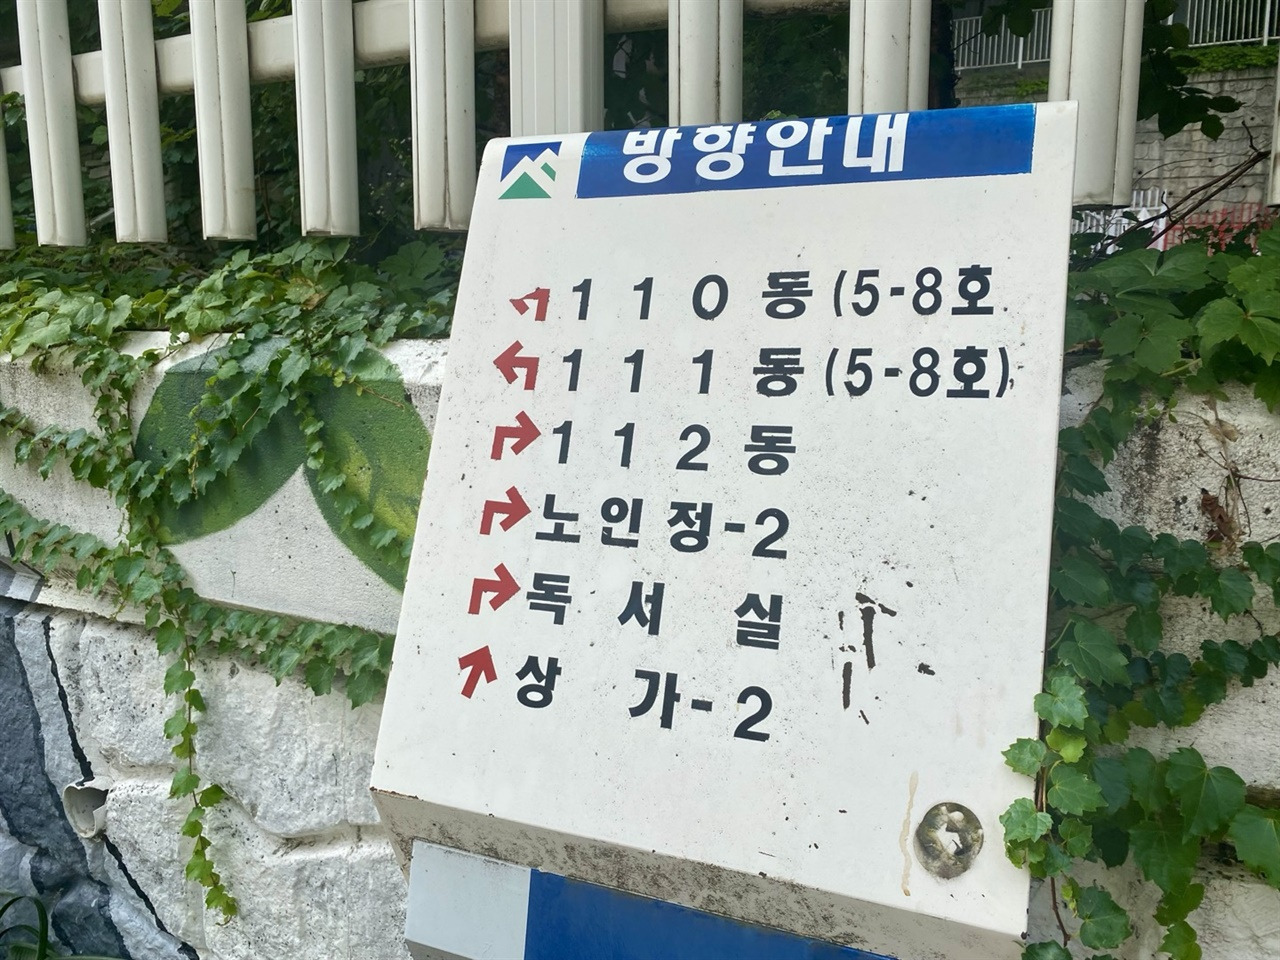 방향안내
110동(5-8호
111동(5-8호)
112동
노인정-2
독서실
상가-2